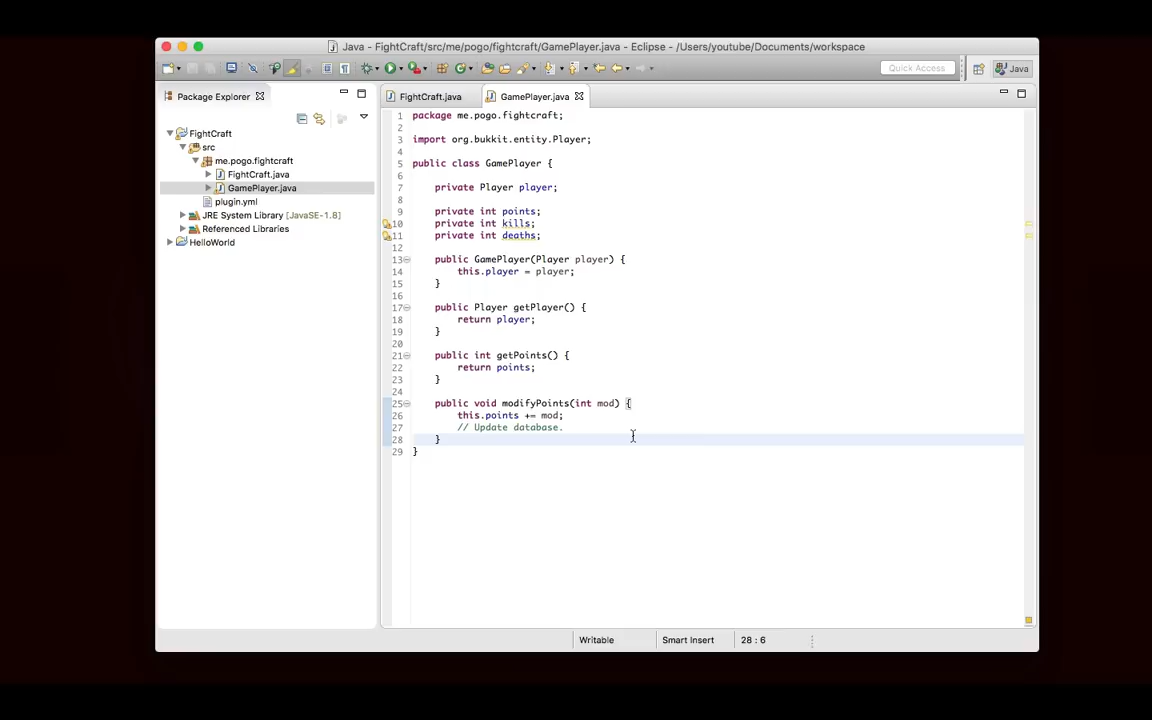 Java - FightCraft/src/me/pogo/fightcraft/GamePlayer.java - Eclipse - /Users/youtube/Documents/workspace
Quick Access
Java
Package Explorer
FightCraft.java
GamePlayer.java
FightCraft
src
me.pogo.fightcraft
FightCraft.java
GamePlayer.java
plugin.yml
JRE System Library [JavaSE-1.8]
Referenced Libraries
HelloWorld
1 package me.pogo.fightcraft;
2
3 import org.bukkit.entity.Player;
4
5 public class GamePlayer {
6
7 private Player player;
8
9 private int points;
10 private int kills;
11 private int deaths;
12
13 public GamePlayer(Player player) {
14 this.player = player;
15 }
16
17 public Player getPlayer() {
18 return player;
19 }
20
21 public int getPoints() {
22 return points;
23 }
24
25 public void modifyPoints(int mod) {
26 this.points += mod;
27 // Update database.
28 }
29 }
Writable
Smart Insert
28 : 6